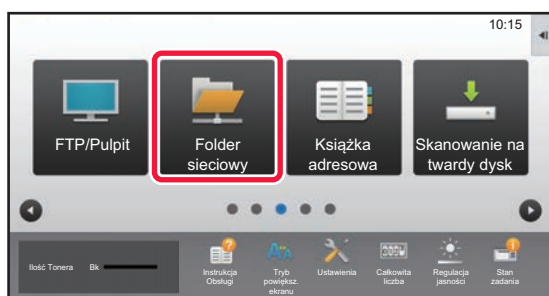 10:15
FTP/Pulpit
Folder
sieciowy
Książka
adresowa
Skanowanie na
twardy dysk
Ilość Tonera Bk
Instrukcja
Obsługi
Tryb
powiększ.
ekranu
Ustawienia
Całkowita
liczba
Regulacja
jasności
Stan
zadania